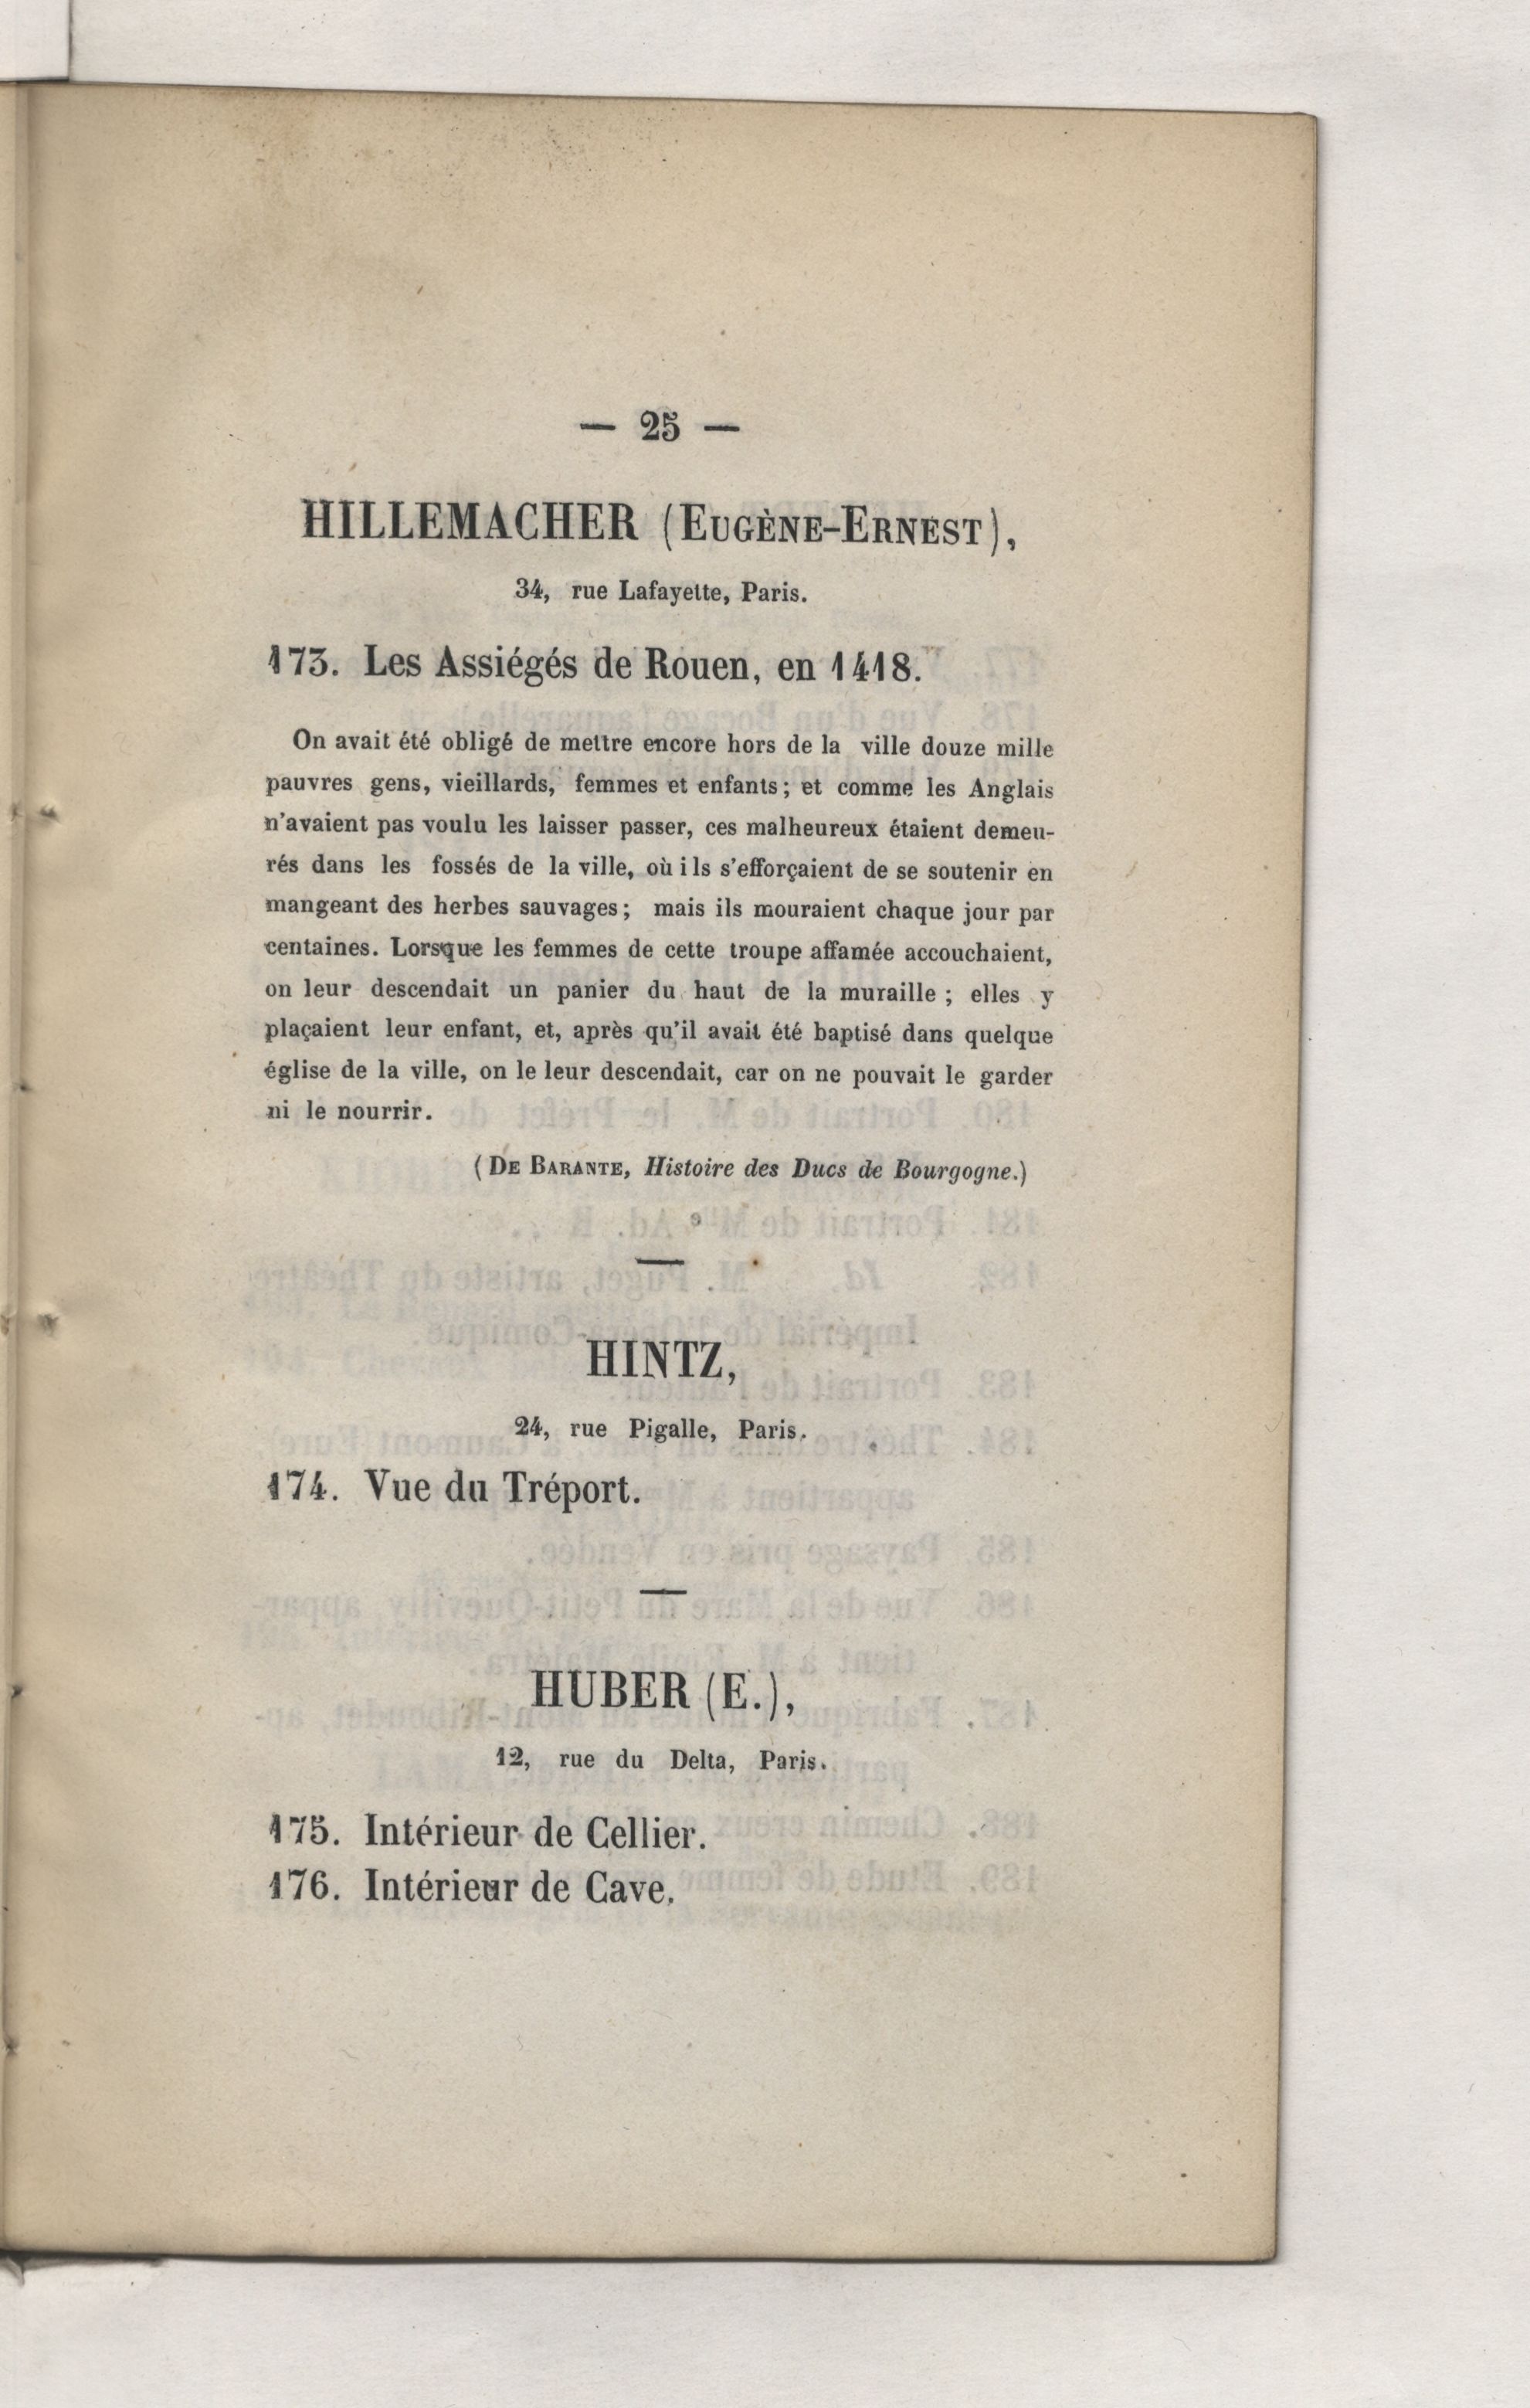 — 25 —
HILLEMACHER (EUGÈNE-ERNEST),
34, rue Lafayette, Paris.
173. Les Assiégés de Rouen, en 1418.
On avait été obligé de mettre encore hors de la ville douze mille
pauvres gens, vieillards, femmes et enfants; et comme les Anglais
n'avaient pas voulu les laisser passer, ces malheureux étaient demeu-
rés dans les fossés de la ville, où ils s'efforçaient de se soutenir en
mangeant des herbes sauvages; mais ils mouraient chaque jour par
centaines. Lorsque les femmes de cette troupe affamée accouchaient,
on leur descendait un panier du haut de la muraille; elles y
plaçaient leur enfant, et, après qu'il avait été baptisé dans quelque
église de la ville, on le leur descendait, car on ne pouvait le garder
ni le nourrir.
(DE BARANTE, Histoire des Ducs de Bourgogne.)
HINTZ,
24, rue Pigalle, Paris.
174. Vue du Tréport.
HUBER (E.),
12, rue du Delta, Paris.
175. Intérieur de Cellier.
176. Intérieur de Cave.